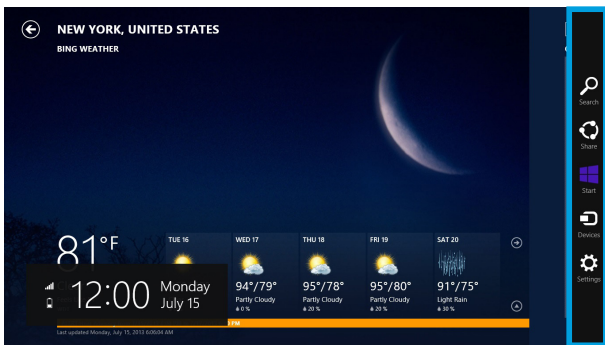 NEW YORK, UNITED STATES
BING WEATHER
Search
Share
Start
Devices
Settings
81°F
TUE 16
WED 17
94°/79°
Partly Cloudy
0 %
THU 18
95°/78°
Partly Cloudy
20 %
FRI 19
95°/80°
Partly Cloudy
20 %
SAT 20
91°/75°
Light Rain
30 %
12:00
Monday
July 15
PM
Last updated Monday, July 15, 2013 6:06:04 AM